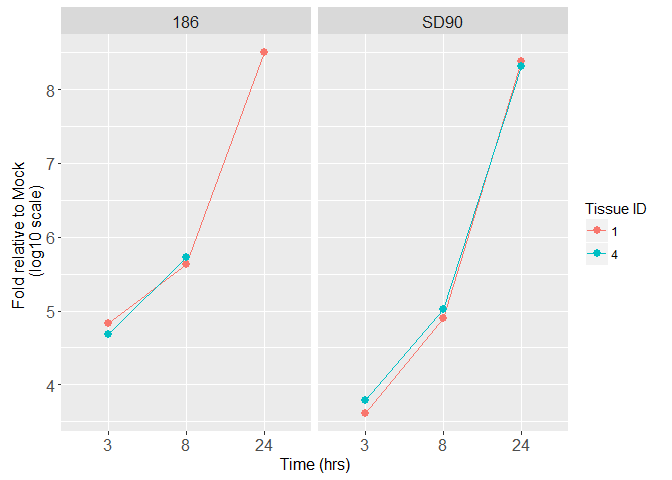 186
SD90
8
7
6
5
4
Fold relative to Mock
(log10 scale)
3 8 24
3 8 24
Time (hrs)
Tissue ID
1
4